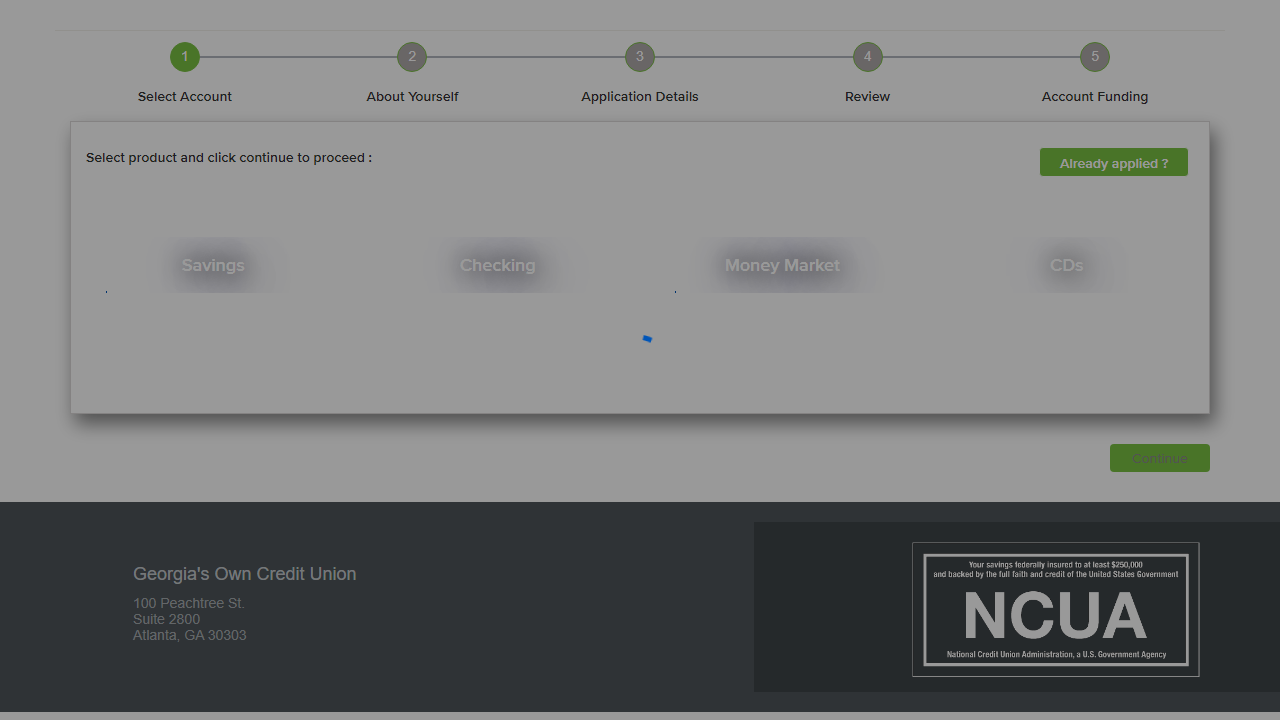 1
2
3
4
5
Select Account
About Yourself
Application Details
Review
Account Funding
Select product and click continue to proceed :
Already applied ?
Savings
Checking
Money Market
CDs
Continue
Georgia's Own Credit Union
100 Peachtree St.
Suite 2800
Atlanta, GA 30303
Your savings federally insured to at least $250,000
and backed by the full faith and credit of the United States Government
NCUA
National Credit Union Administration, a U.S. Government Agency